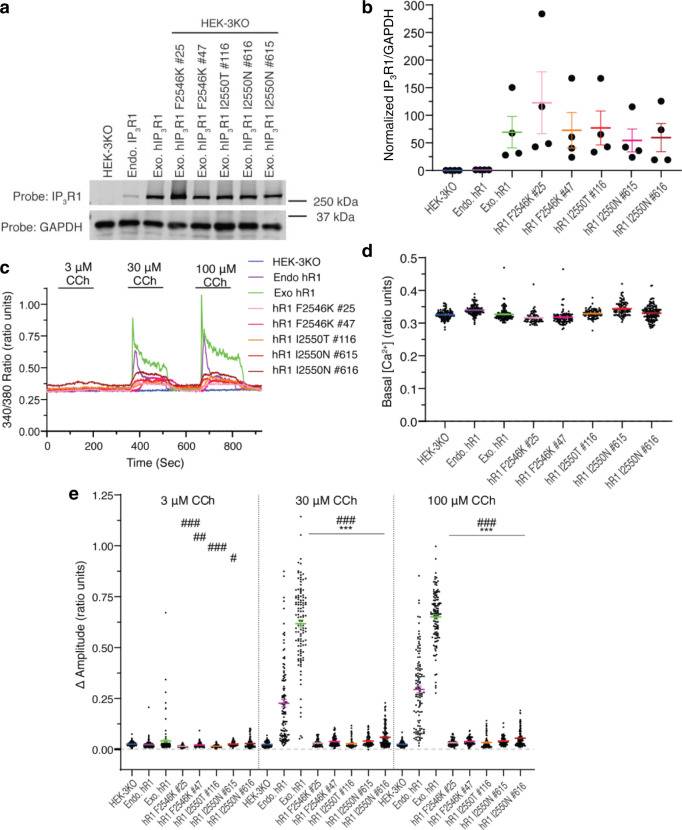 a
HEK-3KO
HEK-3KO
Endo. IP3R1
Exo. hIP3R1
Exo. hIP3R1 F2546K #25
Exo. hIP3R1 F2546K #47
Exo. hIP3R1 I2550T #116
Exo. hIP3R1 I2550N #616
Exo. hIP3R1 I2550N #615
Probe: IP3R1
250 kDa
37 kDa
Probe: GAPDH
b
Normalized IP3R1/GAPDH
300
250
200
150
100
50
0
HEK-3KO
Endo. hR1
Exo. hR1
hR1 F2546K #25
hR1 F2546K #47
hR1 I2550T #116
hR1 I2550N #615
hR1 I2550N #616
c
3 µM
CCh
30 µM
CCh
100 µM
CCh
340/380 Ratio (ratio units)
1.00
0.75
0.50
0.25
0.00
0
200
400
600
800
Time (Sec)
HEK-3KO
Endo hR1
Exo hR1
hR1 F2546K #25
hR1 F2546K #47
hR1 I2550T #116
hR1 I2550N #615
hR1 I2550N #616
d
Basal [Ca2+] (ratio units)
0.5
0.4
0.3
0.2
0.1
0.0
HEK-3KO
Endo. hR1
Exo. hR1
hR1 F2546K #25
hR1 F2546K #47
hR1 I2550T #116
hR1 I2550N #615
hR1 I2550N #616
e
Δ Amplitude (ratio units)
1.25
1.00
0.75
0.50
0.25
0.00
3 µM CCh
30 µM CCh
100 µM CCh
###
##
###
#
###
***
###
***
HEK-3KO
Endo. hR1
Exo. hR1
hR1 F2546K #25
hR1 F2546K #47
hR1 I2550T #116
hR1 I2550N #615
hR1 I2550N #616
HEK-3KO
Endo. hR1
Exo. hR1
hR1 F2546K #25
hR1 F2546K #47
hR1 I2550T #116
hR1 I2550N #615
hR1 I2550N #616
HEK-3KO
Endo. hR1
Exo. hR1
hR1 F2546K #25
hR1 F2546K #47
hR1 I2550T #116
hR1 I2550N #615
hR1 I2550N #616